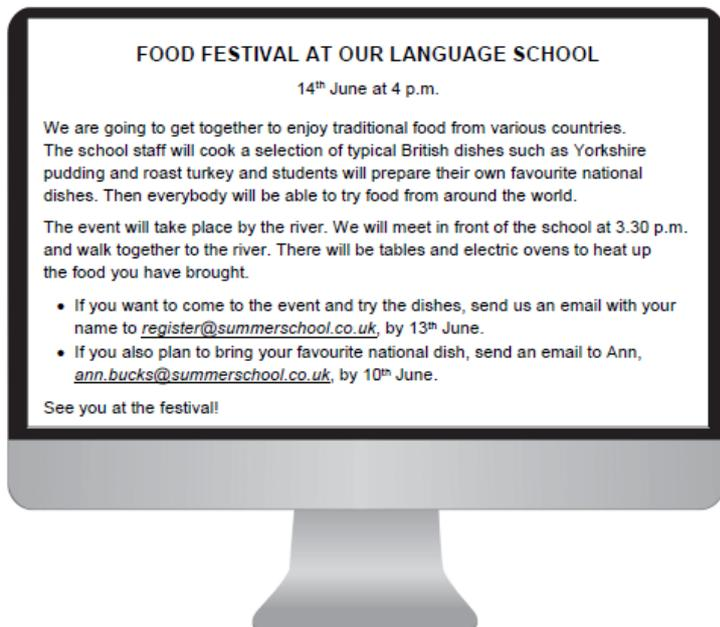 FOOD FESTIVAL AT OUR LANGUAGE SCHOOL
14th June at 4 p.m.
We are going to get together to enjoy traditional food from various countries.
The school staff will cook a selection of typical British dishes such as Yorkshire
pudding and roast turkey and students will prepare their own favourite national
dishes. Then everybody will be able to try food from around the world.
The event will take place by the river. We will meet in front of the school at 3.30 p.m.
and walk together to the river. There will be tables and electric ovens to heat up
the food you have brought.
• If you want to come to the event and try the dishes, send us an email with your
name to register@summerschool.co.uk, by 13th June.
• If you also plan to bring your favourite national dish, send an email to Ann,
ann.bucks@summerschool.co.uk, by 10th June.
See you at the festival!